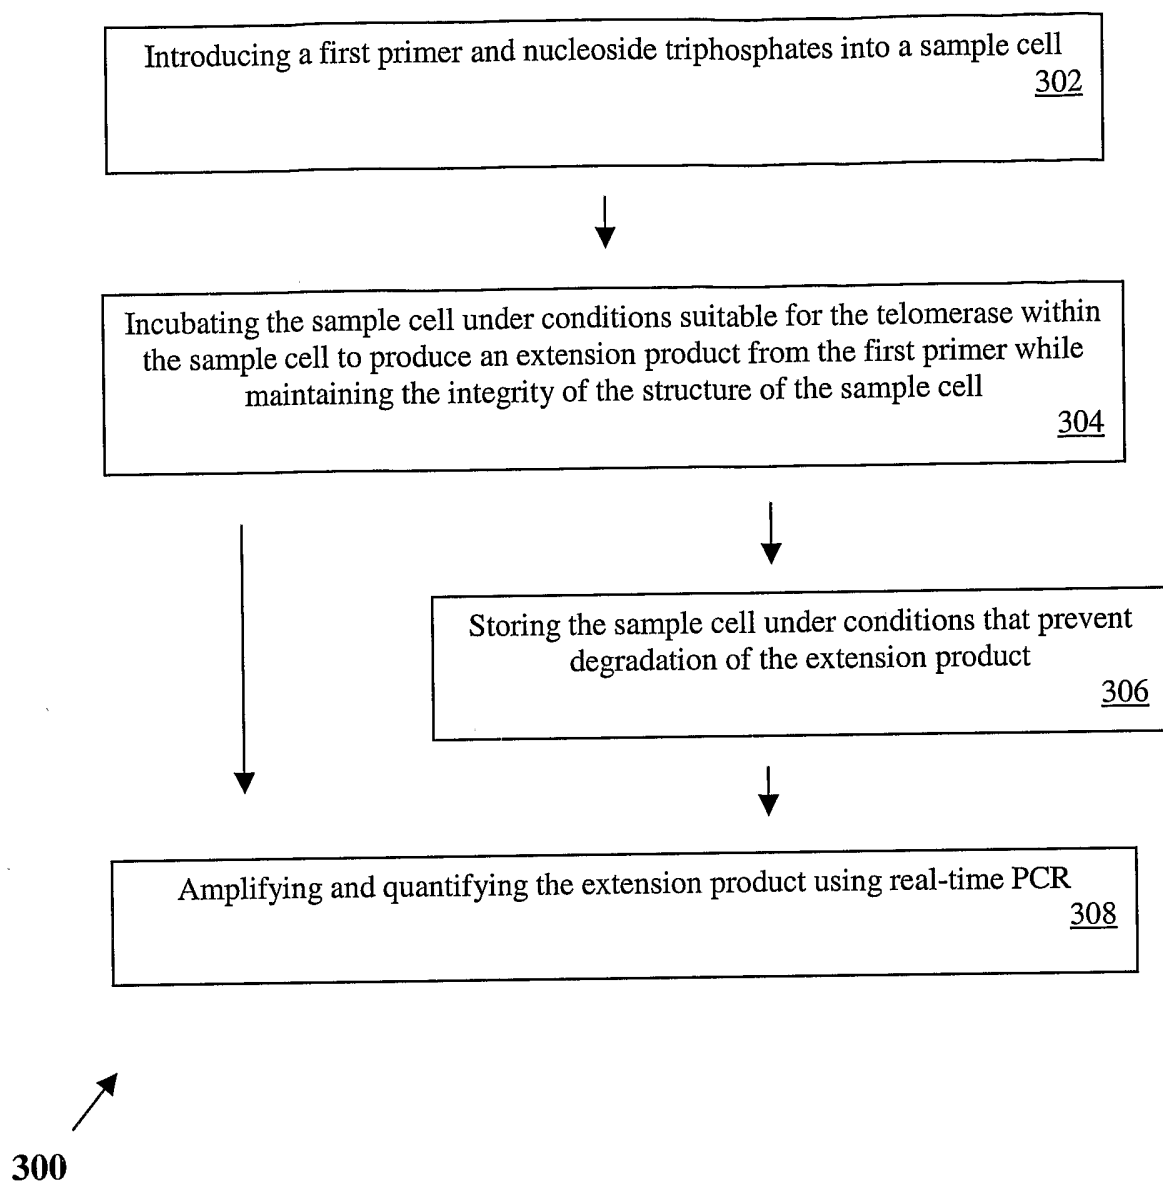 Introducing a first primer and nucleoside triphosphates into a sample cell
302
Incubating the sample cell under conditions suitable for the telomerase within
the sample cell to produce an extension product from the first primer while
maintaining the integrity of the structure of the sample cell
304
Storing the sample cell under conditions that prevent
degradation of the extension product
306
Amplifying and quantifying the extension product using real-time PCR
308
300